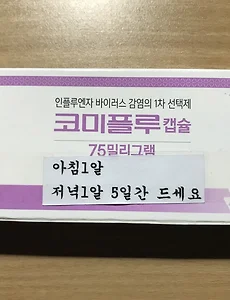 인플루엔자 바이러스 감염의 1차 선택제
코미플루 캡슐
75밀리그램
아침1알
저녁1알 5일간 드세요